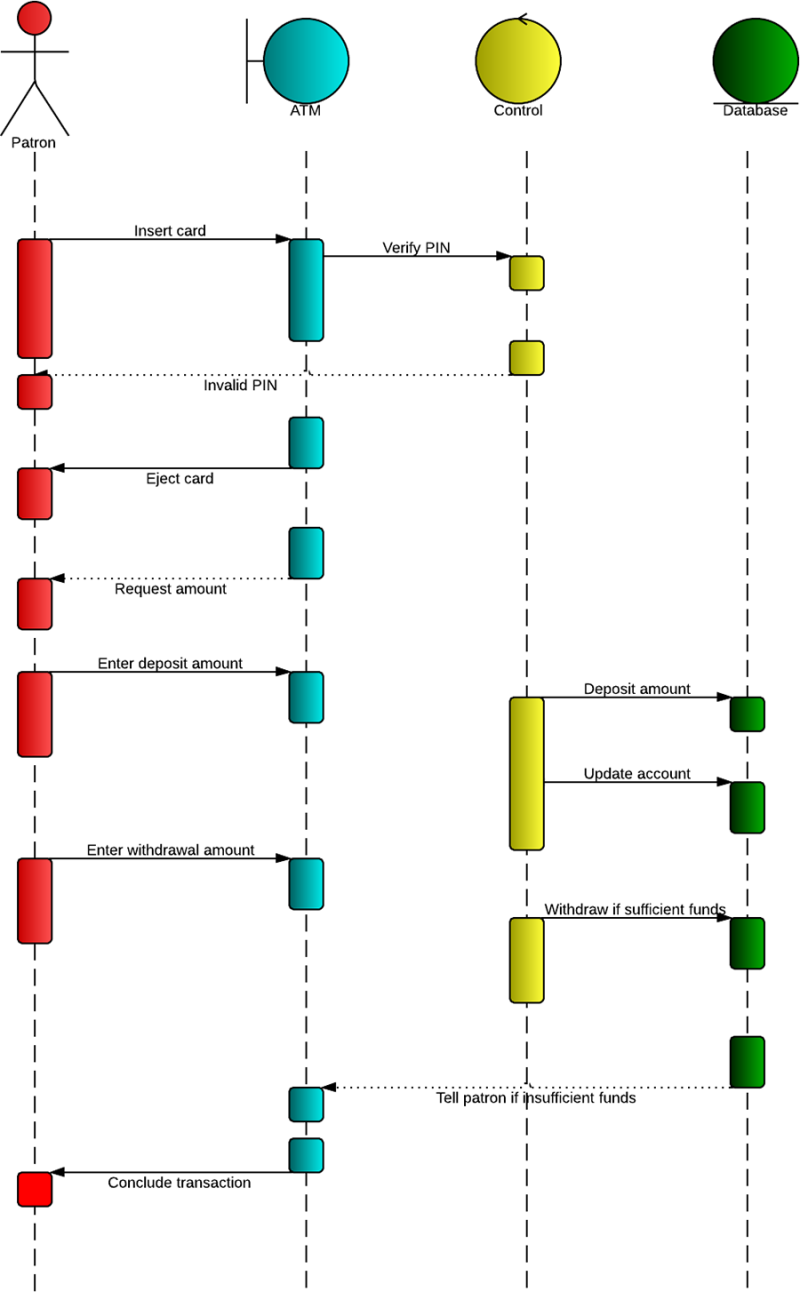 Patron
ATM
Control
Database
Insert card
Verify PIN
Invalid PIN
Eject card
Request amount
Enter deposit amount
Deposit amount
Update account
Enter withdrawal amount
Withdraw if sufficient funds
Tell patron if insufficient funds
Conclude transaction